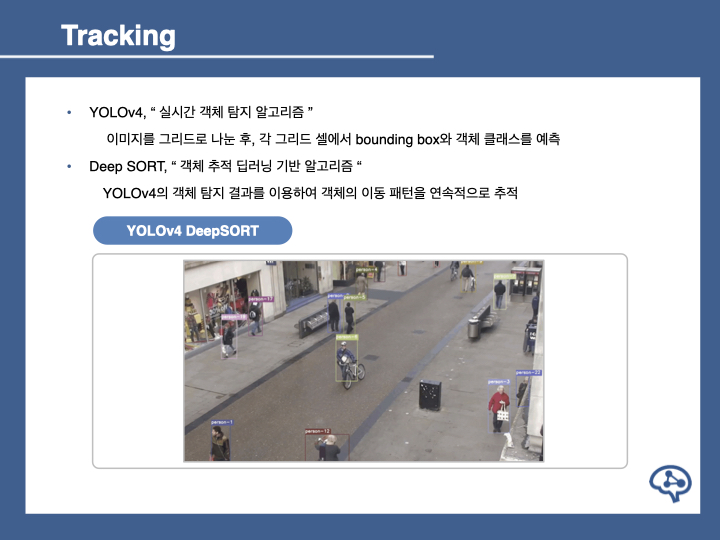 Tracking
• YOLOv4, “ 실시간 객체 탐지 알고리즘 ”
이미지를 그리드로 나눈 후, 각 그리드 셀에서 bounding box와 객체 클래스를 예측
• Deep SORT, “ 객체 추적 딥러닝 기반 알고리즘 “
YOLOv4의 객체 탐지 결과를 이용하여 객체의 이동 패턴을 연속적으로 추적
YOLOv4 DeepSORT
person-17
person-2
person-22
person-1
person-12